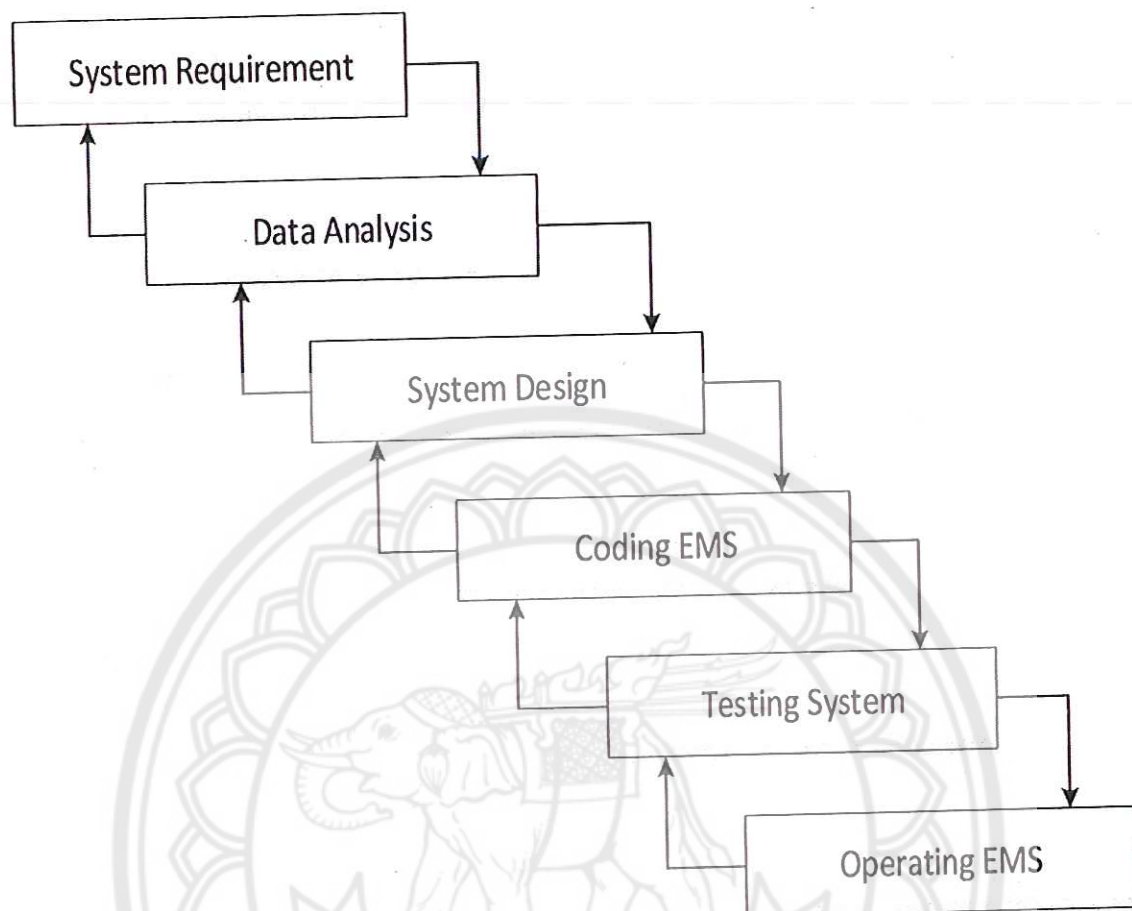 System Requirement
Data Analysis
System Design
Coding EMS
Testing System
Operating EMS